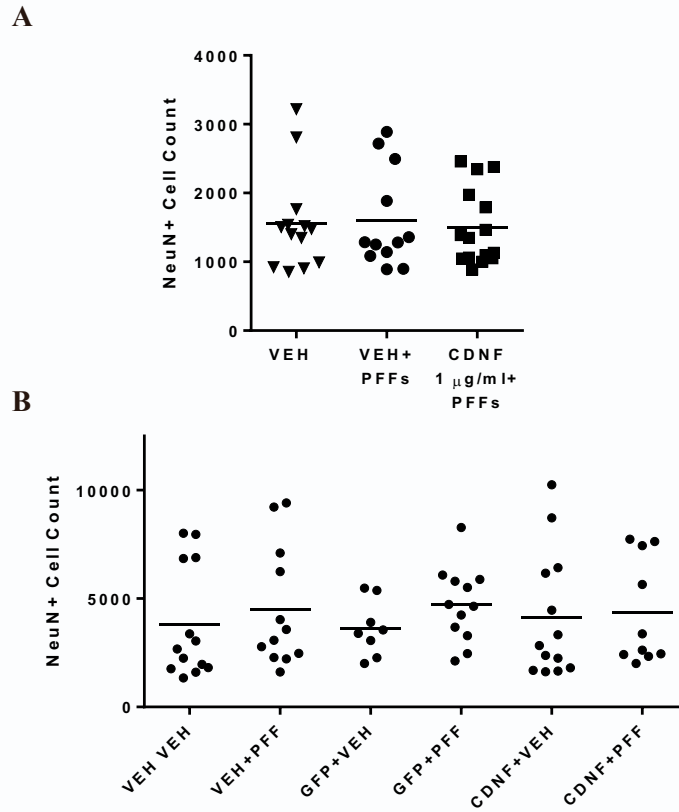 A
4000
3000
2000
1000
0
NeuN+ Cell Count
VEH
VEH+
PFFs
CDNF
1 μg/ml+
PFFs
B
10000
5000
0
NeuN+ Cell Count
VEH VEH
VEH+PFF
GFP+VEH
GFP+PFF
CDNF+VEH
CDNF+PFF